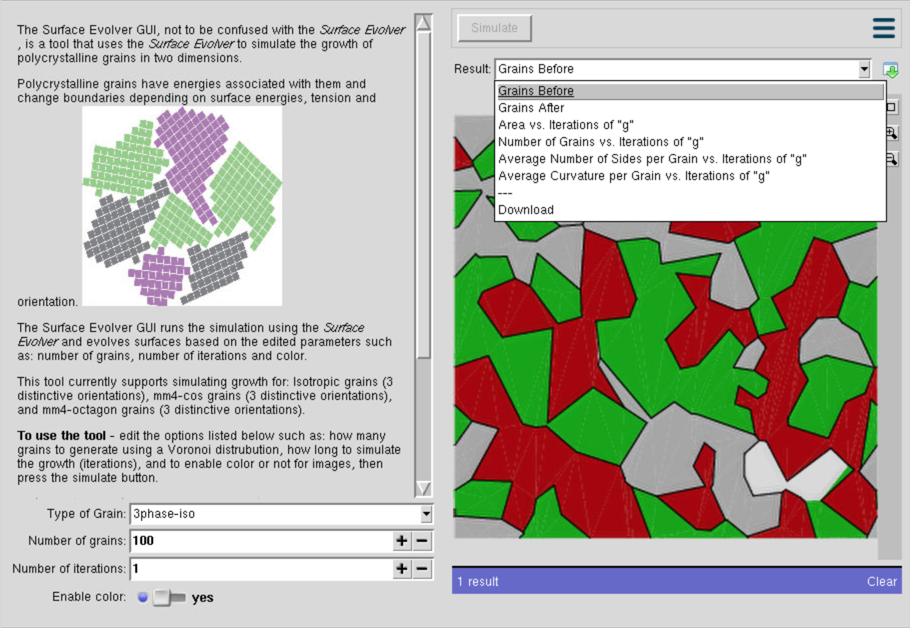 The Surface Evolver GUI, not to be confused with the Surface Evolver
, is a tool that uses the Surface Evolver to simulate the growth of
polycrystalline grains in two dimensions.
Polycrystalline grains have energies associated with them and
change boundaries depending on surface energies, tension and
orientation.
The Surface Evolver GUI runs the simulation using the Surface
Evolver and evolves surfaces based on the edited parameters such
as: number of grains, number of iterations and color.
This tool currently supports simulating growth for: Isotropic grains (3
distinctive orientations), mm4-cos grains (3 distinctive orientations),
and mm4-octagon grains (3 distinctive orientations).
To use the tool - edit the options listed below such as: how many
grains to generate using a Voronoi distrubution, how long to simulate
the growth (iterations), and to enable color or not for images, then
press the simulate button.
Type of Grain: 3phase-iso
Number of grains: 100 + −
Number of iterations: 1 + −
Enable color: yes
Simulate
Result: Grains Before
Grains Before
Grains After
Area vs. Iterations of "g"
Number of Grains vs. Iterations of "g"
Average Number of Sides per Grain vs. Iterations of "g"
Average Curvature per Grain vs. Iterations of "g"
---
Download
1 result Clear